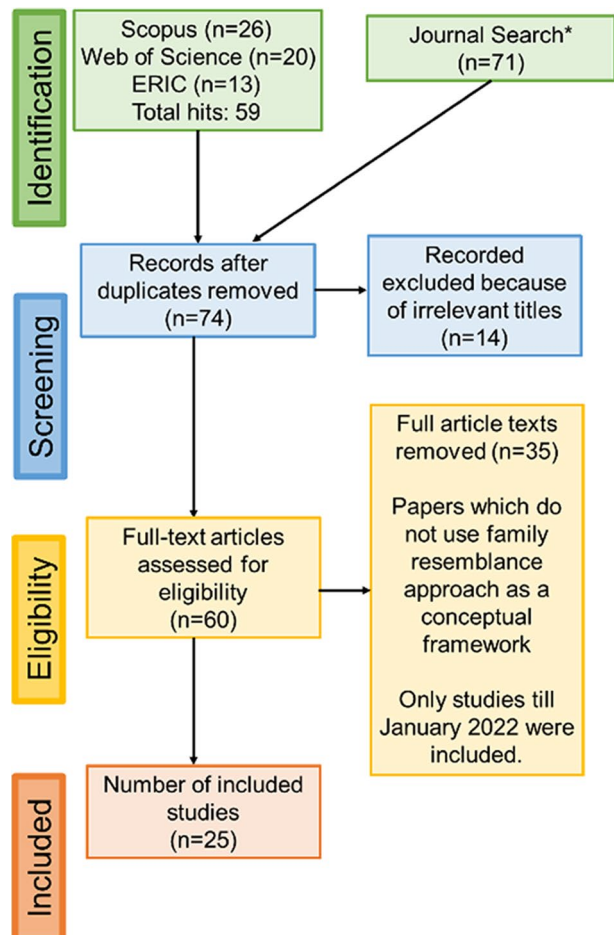 Identification
Scopus (n=26)
Web of Science (n=20)
ERIC (n=13)
Total hits: 59
Journal Search*
(n=71)
Screening
Records after
duplicates removed
(n=74)
Recorded
excluded because
of irrelevant titles
(n=14)
Eligibility
Full-text articles
assessed for
eligibility
(n=60)
Full article texts
removed (n=35)
Papers which do
not use family
resemblance
approach as a
conceptual
framework
Only studies till
January 2022 were
included.
Included
Number of included
studies
(n=25)